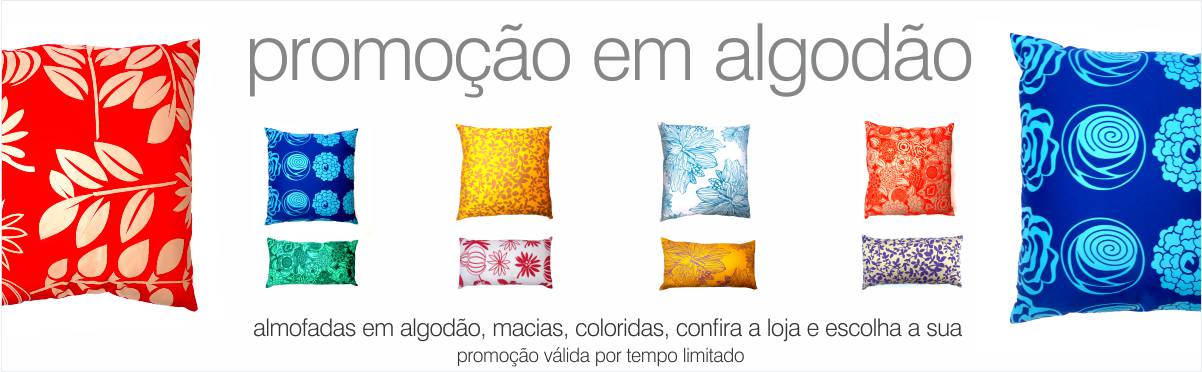 promoção em algodão
almofadas em algodão, macias, coloridas, confira a loja e escolha a sua
promoção válida por tempo limitado